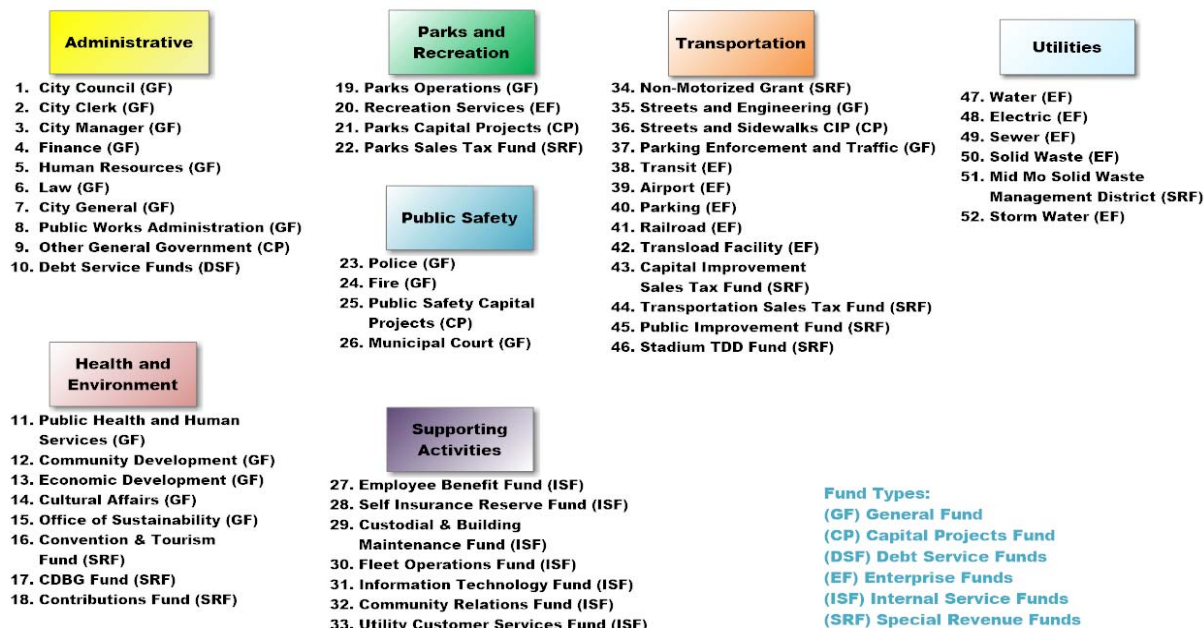 Administrative
1. City Council (GF)
2. City Clerk (GF)
3. City Manager (GF)
4. Finance (GF)
5. Human Resources (GF)
6. Law (GF)
7. City General (GF)
8. Public Works Administration (GF)
9. Other General Government (CP)
10. Debt Service Funds (DSF)
Health and
Environment
11. Public Health and Human
Services (GF)
12. Community Development (GF)
13. Economic Development (GF)
14. Cultural Affairs (GF)
15. Office of Sustainability (GF)
16. Convention & Tourism
Fund (SRF)
17. CDBG Fund (SRF)
18. Contributions Fund (SRF)
Parks and
Recreation
19. Parks Operations (GF)
20. Recreation Services (EF)
21. Parks Capital Projects (CP)
22. Parks Sales Tax Fund (SRF)
Public Safety
23. Police (GF)
24. Fire (GF)
25. Public Safety Capital
Projects (CP)
26. Municipal Court (GF)
Supporting
Activities
27. Employee Benefit Fund (ISF)
28. Self Insurance Reserve Fund (ISF)
29. Custodial & Building
Maintenance Fund (ISF)
30. Fleet Operations Fund (ISF)
31. Information Technology Fund (ISF)
32. Community Relations Fund (ISF)
33. Utility Customer Services Fund (ISF)
Transportation
34. Non-Motorized Grant (SRF)
35. Streets and Engineering (GF)
36. Streets and Sidewalks CIP (CP)
37. Parking Enforcement and Traffic (GF)
38. Transit (EF)
39. Airport (EF)
40. Parking (EF)
41. Railroad (EF)
42. Transload Facility (EF)
43. Capital Improvement
Sales Tax Fund (SRF)
44. Transportation Sales Tax Fund (SRF)
45. Public Improvement Fund (SRF)
46. Stadium TDD Fund (SRF)
Utilities
47. Water (EF)
48. Electric (EF)
49. Sewer (EF)
50. Solid Waste (EF)
51. Mid Mo Solid Waste
Management District (SRF)
52. Storm Water (EF)
Fund Types:
(GF) General Fund
(CP) Capital Projects Fund
(DSF) Debt Service Funds
(EF) Enterprise Funds
(ISF) Internal Service Funds
(SRF) Special Revenue Funds